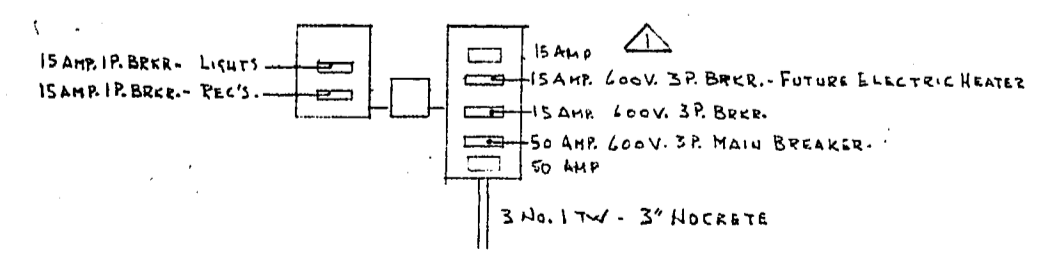 15 AMP. 1P. BRKR- LIGHTS
15 AMP. 1P. BRKR.- REC'S.
15 AMP
1
15 AMP. 600V. 3P. BRKR.- FUTURE ELECTRIC HEATER
15 AMP. 600V. 3P. BRKR.
50 AMP. 600V. 3P. MAIN BREAKER.
50 AMP
3 NO. 1 TW - 3" NOCRETE